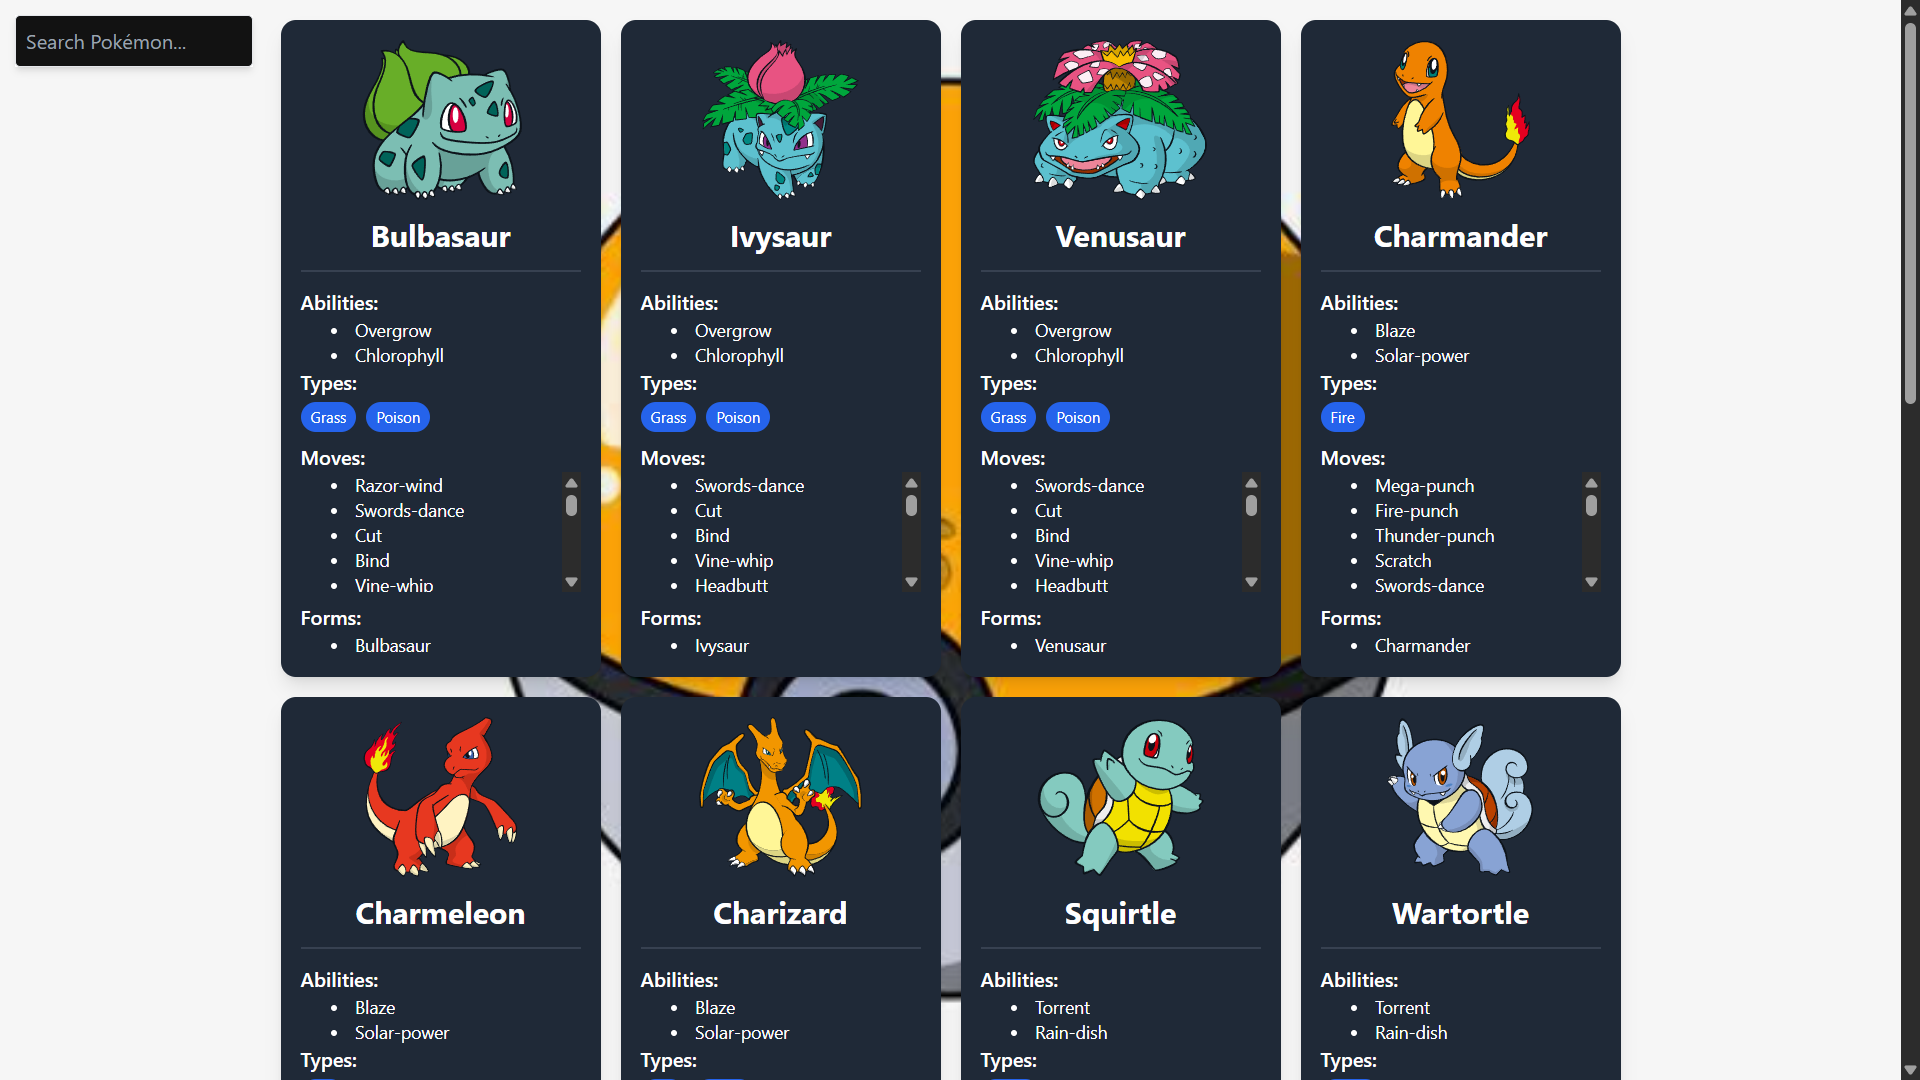 Search Pokémon...
Bulbasaur
Abilities:
Overgrow
Chlorophyll
Types:
Grass Poison
Moves:
Razor-wind
Swords-dance
Cut
Bind
Vine-whip
Forms:
Bulbasaur
Ivysaur
Abilities:
Overgrow
Chlorophyll
Types:
Grass Poison
Moves:
Swords-dance
Cut
Bind
Vine-whip
Headbutt
Forms:
Ivysaur
Venusaur
Abilities:
Overgrow
Chlorophyll
Types:
Grass Poison
Moves:
Swords-dance
Cut
Bind
Vine-whip
Headbutt
Forms:
Venusaur
Charmander
Abilities:
Blaze
Solar-power
Types:
Fire
Moves:
Mega-punch
Fire-punch
Thunder-punch
Scratch
Swords-dance
Forms:
Charmander
Charmeleon
Abilities:
Blaze
Solar-power
Types:
Charizard
Abilities:
Blaze
Solar-power
Types:
Squirtle
Abilities:
Torrent
Rain-dish
Types:
Wartortle
Abilities:
Torrent
Rain-dish
Types: